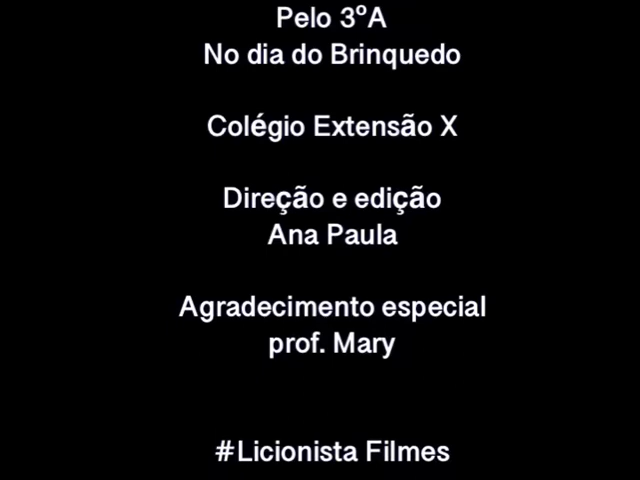 Pelo 3ºA
No dia do Brinquedo
Colégio Extensão X
Direção e edição
Ana Paula
Agradecimento especial
prof. Mary
#Licionista Filmes